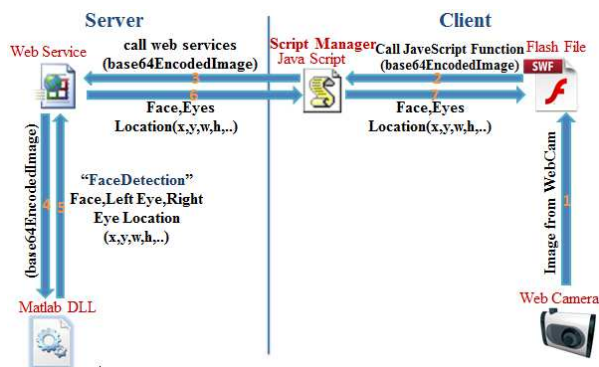 Server
Client
Web Service
call web services
(base64EncodedImage)
3
6
Face,Eyes
Location(x,y,w,h,..)
Script Manager
Java Script
Call JaveScript Function
(base64EncodedImage)
2
7
Face,Eyes
Location(x,y,w,h,..)
Flash File
SWF
(base64EncodedImage)
4
5
“FaceDetection”
Face,Left Eye,Right
Eye Location
(x,y,w,h,..)
Image from WebCam
1
Matlab DLL
Web Camera